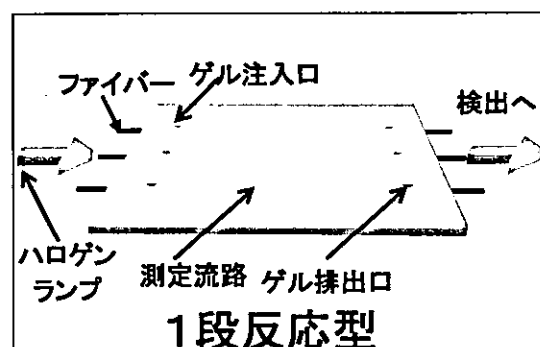 ファイバー
ゲル注入口
検出へ
ハロゲン
ランプ
測定流路
ゲル排出口
1段反応型